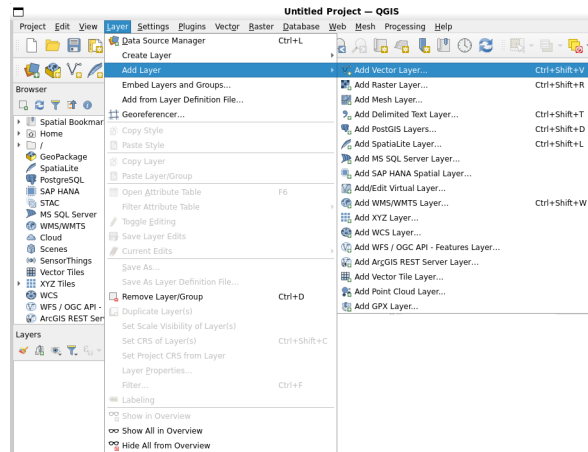 Untitled Project — QGIS
Project Edit View Layer Settings Plugins Vector Raster Database Web Mesh Processing Help
Data Source Manager Ctrl+L
Create Layer
Add Layer
Embed Layers and Groups...
Add from Layer Definition File...
Georeferencer...
Copy Style
Paste Style
Copy Layer
Paste Layer/Group
Open Attribute Table F6
Filter Attribute Table
Toggle Editing
Save Layer Edits
Current Edits
Save As...
Save As Layer Definition File...
Remove Layer/Group Ctrl+D
Duplicate Layer(s)
Set Scale Visibility of Layer(s)
Set CRS of Layer(s) Ctrl+Shift+C
Set Project CRS from Layer
Layer Properties...
Filter... Ctrl+F
Labeling
Show in Overview
Show All in Overview
Hide All from Overview
Add Vector Layer... Ctrl+Shift+V
Add Raster Layer... Ctrl+Shift+R
Add Mesh Layer...
Add Delimited Text Layer... Ctrl+Shift+T
Add PostGIS Layers... Ctrl+Shift+D
Add SpatiaLite Layer... Ctrl+Shift+L
Add MS SQL Server Layer...
Add SAP HANA Spatial Layer...
Add/Edit Virtual Layer...
Add WMS/WMTS Layer... Ctrl+Shift+W
Add XYZ Layer...
Add WCS Layer...
Add WFS / OGC API - Features Layer...
Add ArcGIS REST Server Layer...
Add Vector Tile Layer...
Add Point Cloud Layer...
Add GPX Layer...
Browser
Spatial Bookmar
Home
/
GeoPackage
SpatiaLite
PostgreSQL
SAP HANA
STAC
MS SQL Server
WMS/WMTS
Cloud
Scenes
SensorThings
Vector Tiles
XYZ Tiles
WCS
WFS / OGC API -
ArcGIS REST Ser
Layers